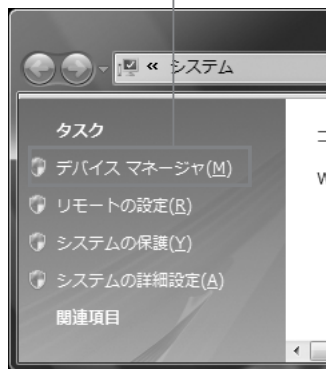 « システム
タスク
デバイス マネージャ(M)
リモートの設定(R)
システムの保護(Y)
システムの詳細設定(A)
関連項目